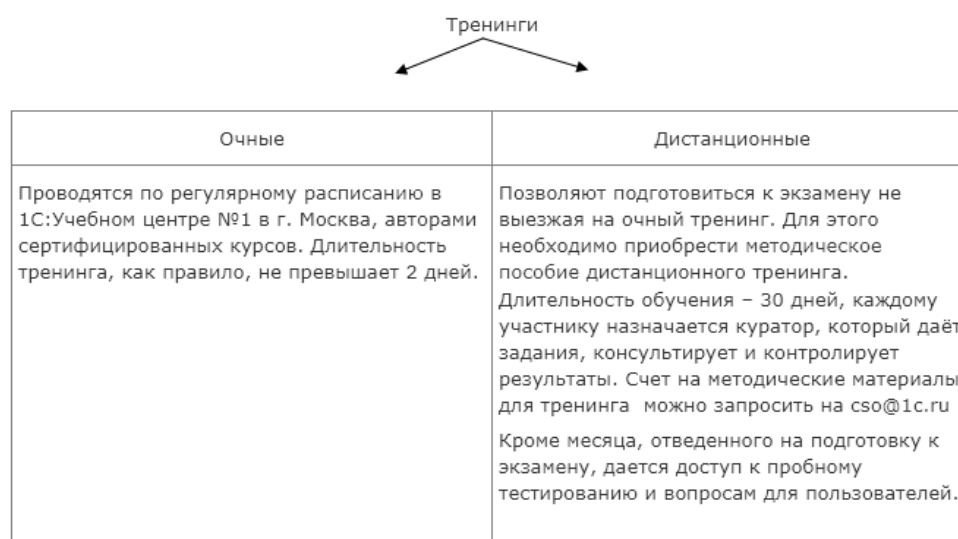 Тренинги
Очные
Дистанционные
Проводятся по регулярному расписанию в
1С:Учебном центре №1 в г. Москва, авторами
сертифицированных курсов. Длительность
тренинга, как правило, не превышает 2 дней.
Позволяют подготовиться к экзамену не
выезжая на очный тренинг. Для этого
необходимо приобрести методическое
пособие дистанционного тренинга.
Длительность обучения – 30 дней, каждому
участнику назначается куратор, который даёт
задания, консультирует и контролирует
результаты. Счет на методические материалы
для тренинга  можно запросить на cso@1c.ru
Кроме месяца, отведенного на подготовку к
экзамену, дается доступ к пробному
тестированию и вопросам для пользователей.